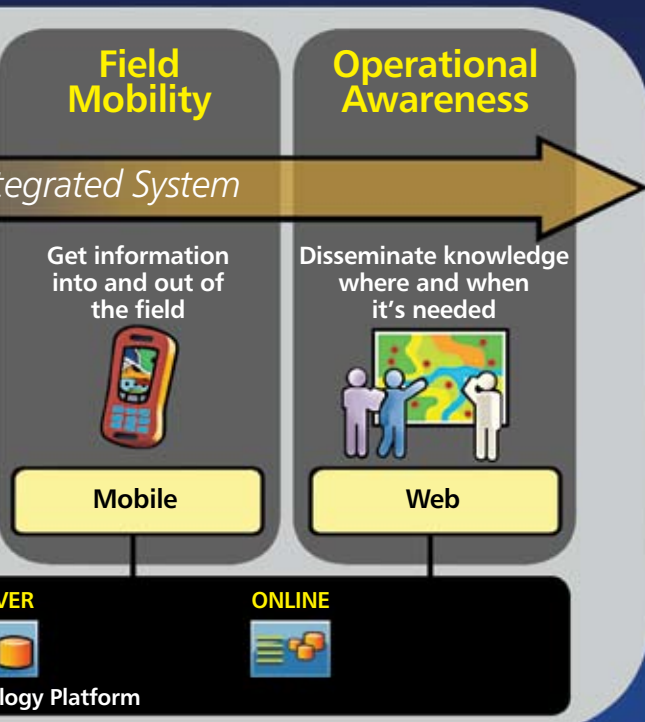 Field
Mobility
Operational
Awareness
tegrated System
Get information
into and out of
the field
Disseminate knowledge
where and when
it's needed
Mobile
Web
VER
ONLINE
logy Platform